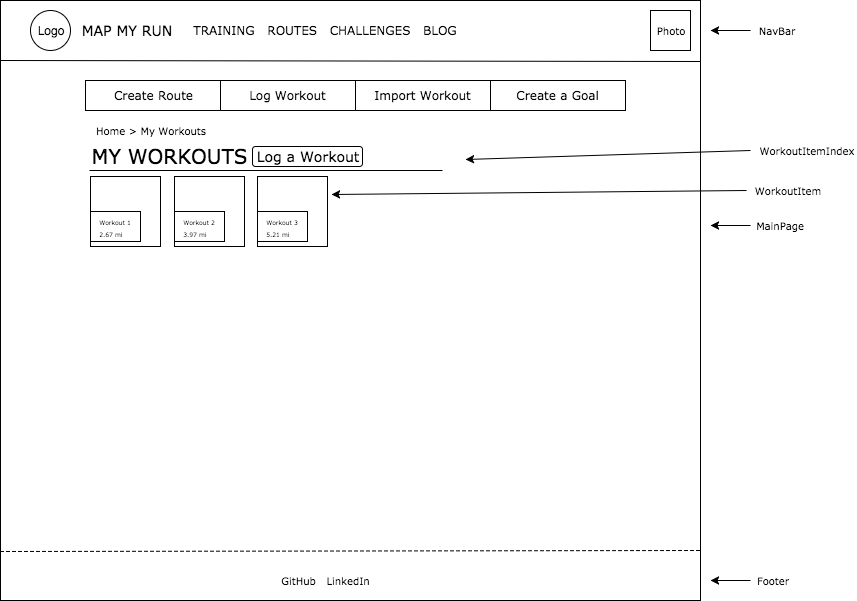 Logo MAP MY RUN TRAINING ROUTES CHALLENGES BLOG Photo NavBar
Create Route Log Workout Import Workout Create a Goal
Home > My Workouts
MY WORKOUTS Log a Workout WorkoutItemIndex
WorkoutItem
Workout 1 Workout 2 Workout 3 MainPage
2.67 mi 3.97 mi 5.21 mi
GitHub LinkedIn Footer